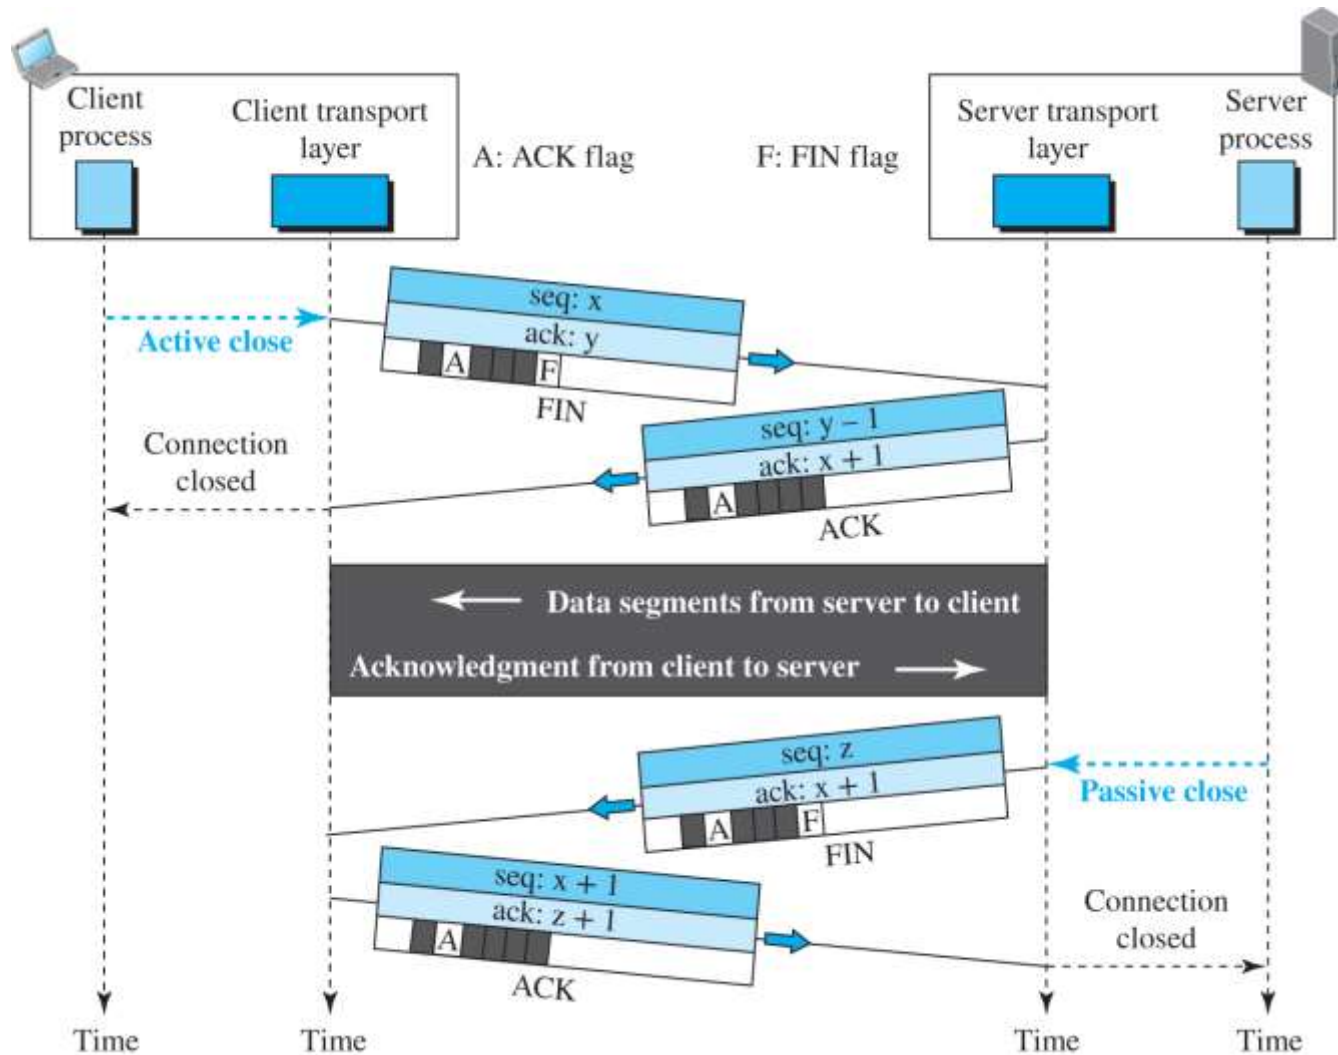 Client
process
Client transport
layer
A: ACK flag
F: FIN flag
Server transport
layer
Server
process
Active close
seq: x
ack: y
A
F
FIN
Connection
closed
seq: y – 1
ack: x + 1
A
ACK
Data segments from server to client
Acknowledgment from client to server
seq: z
ack: x + 1
A
F
FIN
Passive close
seq: x + 1
ack: z + 1
A
ACK
Connection
closed
Time
Time
Time
Time